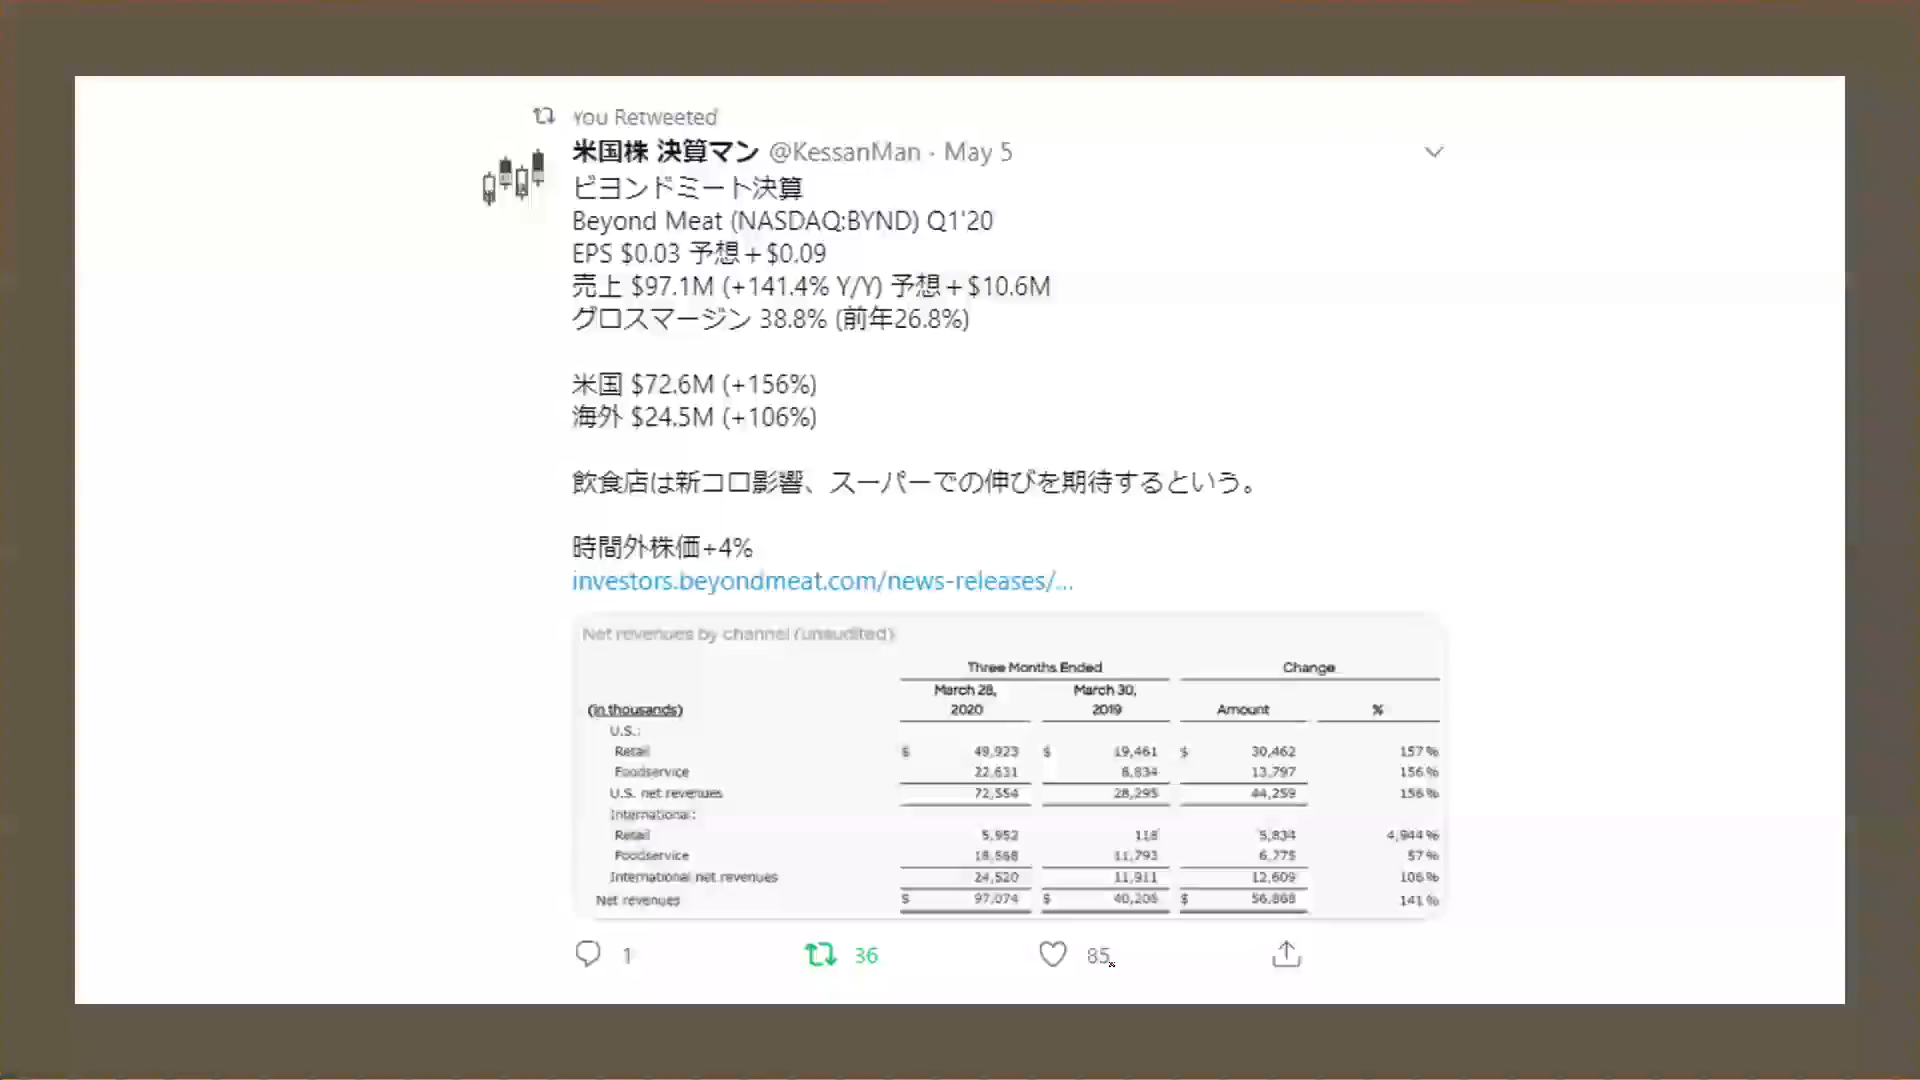 You Retweeted
米国株 決算マン @KessanMan · May 5
ビヨンドミート決算
Beyond Meat (NASDAQ:BYND) Q1'20
EPS $0.03 予想+$0.09
売上 $97.1M (+141.4% Y/Y) 予想+$10.6M
グロスマージン 38.8% (前年26.8%)
米国 $72.6M (+156%)
海外 $24.5M (+106%)
飲食店は新コロ影響、スーパーでの伸びを期待するという。
時間外株価+4%
investors.beyondmeat.com/news-releases/...
Net revenues by channel (unaudited)
Three Months Ended Change
March 28, March 30,
(in thousands) 2020 2019 Amount %
U.S.:
Retail $ 49,923 $ 19,461 $ 30,462 157%
Foodservice 22,631 8,834 13,797 156%
U.S. net revenues 72,554 28,295 44,259 156%
International:
Retail 5,952 118 5,834 4,944%
Foodservice 18,568 11,793 6,775 57%
International net revenues 24,520 11,911 12,609 106%
Net revenues $ 97,074 $ 40,206 $ 56,868 141%
1 36 85